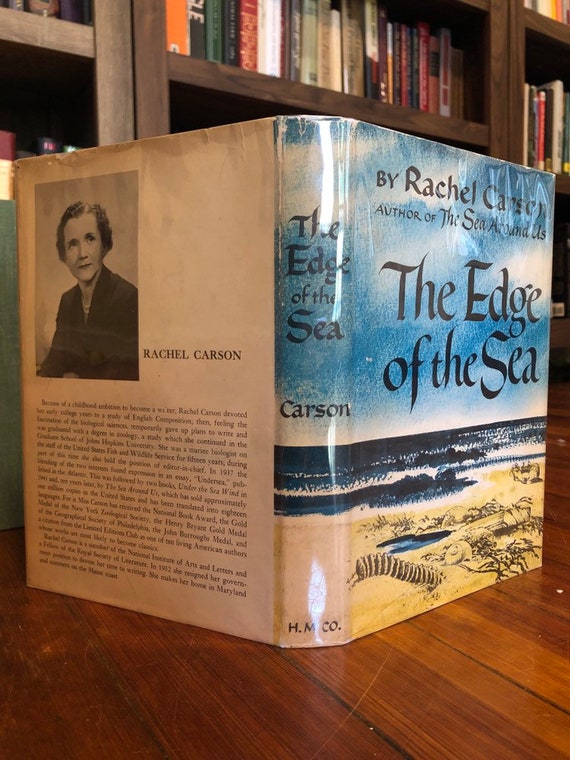 RACHEL CARSON
Because of a childhood ambition to become a writer, Rachel Carson devoted
her early college years to a study of English Composition; then, feeling the
fascination of the biological sciences, temporarily gave up plans to write and
was graduated with a degree in zoology, a study which she continued in the
Graduate School of Johns Hopkins University. She was a marine biologist on
the staff of the United States Fish and Wildlife Service for fifteen years; during
part of this time she also held the position of editor-in-chief. In 1937 the
blending of the two interests found expression in an essay, "Undersea," pub-
lished in the Atlantic. This was followed by two books, Under the Sea Wind in
1941 and, ten years later, by The Sea Around Us, which has sold approximately
one million copies in the United States and has been translated into eighteen
languages. For it Miss Carson has received the National Book Award, the Gold
Medal of the New York Zoological Society, the Henry Bryant Gold Medal
of the Geographical Society of Philadelphia, the John Burroughs Medal, and
a citation from the Limited Editions Club as one of ten living American authors
whose works are most likely to become classics.
Rachel Carson is a member of the National Institute of Arts and Letters and
a Fellow of the Royal Society of Literature. In 1952 she resigned her govern-
ment position to devote her time to writing. She makes her home in Maryland
and summers on the Maine coast.
The
Edge
of the
Sea
Carson
H. M. CO.
BY Rachel Carson
AUTHOR OF The Sea Around Us
The Edge
of the Sea